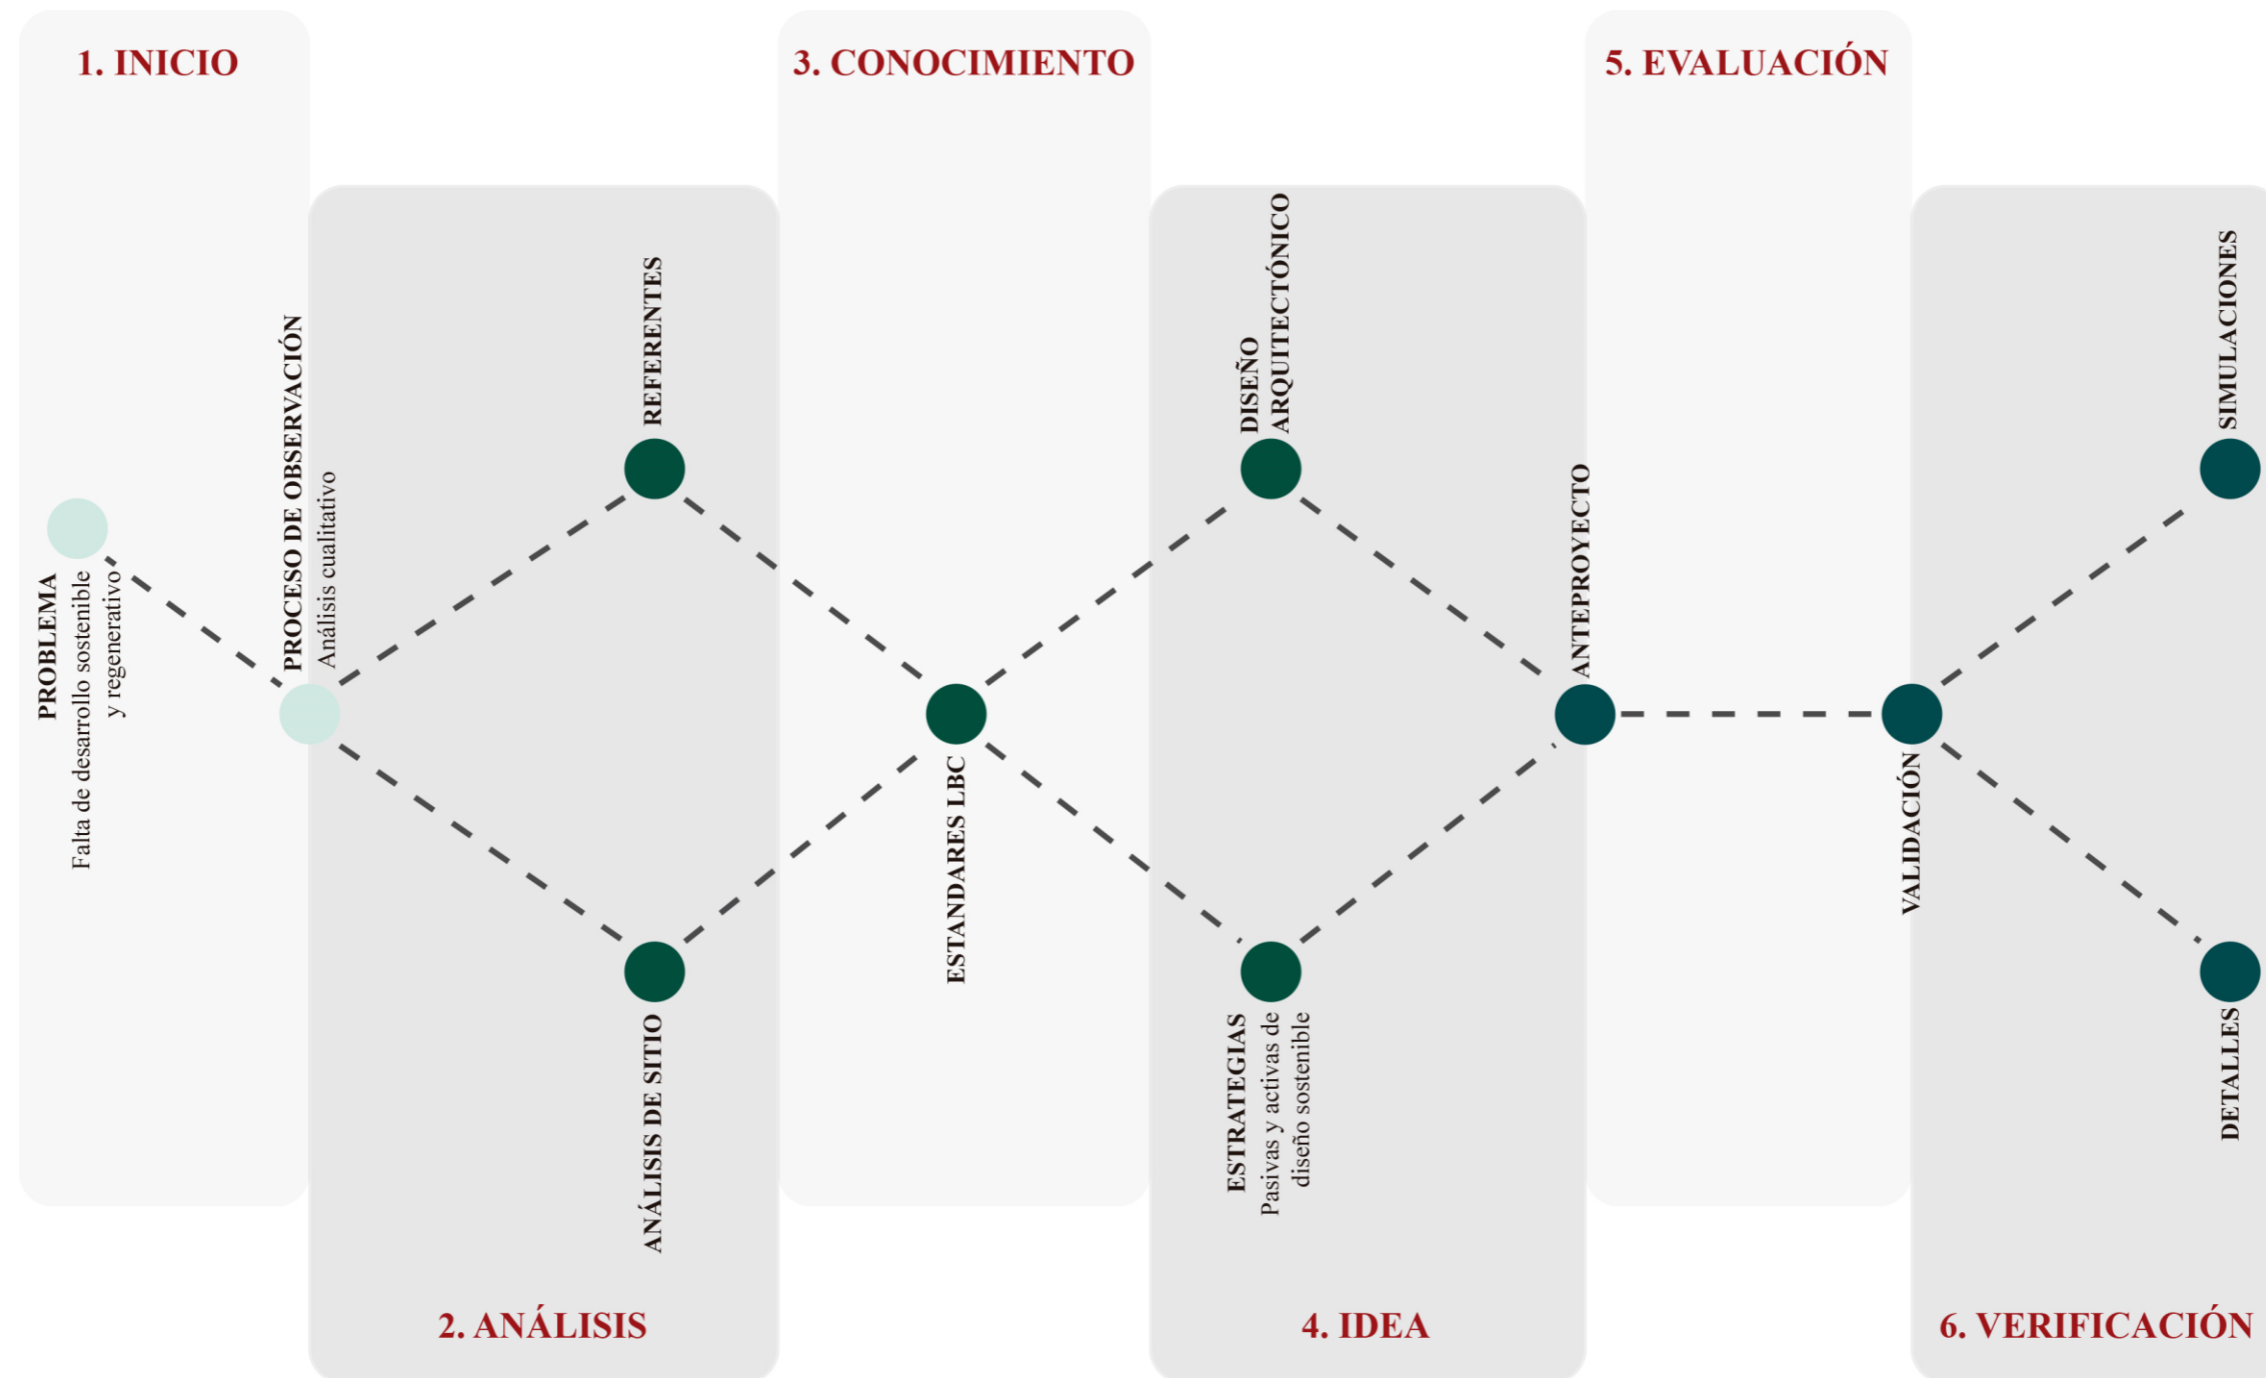 1. INICIO
PROBLEMA
Falta de desarrollo sostenible
y regenerativo
PROCESO DE OBSERVACIÓN
Análisis cualitativo
2. ANÁLISIS
REFERENTES
ANÁLISIS DE SITIO
3. CONOCIMIENTO
ESTANDARES LBC
4. IDEA
DISEÑO
ARQUITECTÓNICO
ESTRATEGIAS
Pasivas y activas de
diseño sostenible
ANTEPROYECTO
5. EVALUACIÓN
VALIDACIÓN
6. VERIFICACIÓN
SIMULACIONES
DETALLES